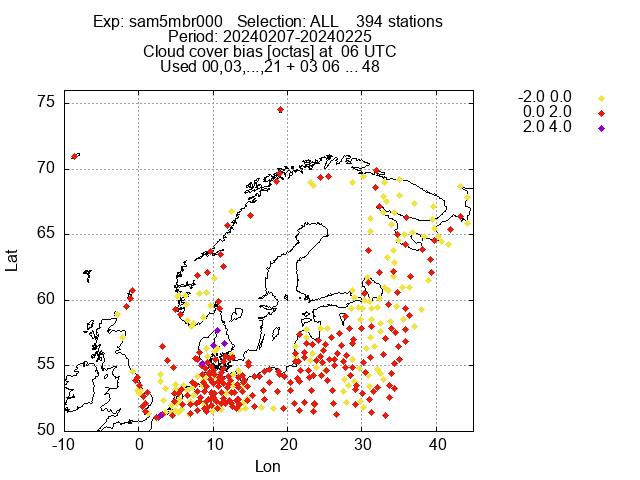 Exp: sam5mbr000   Selection: ALL    394 stations
Period: 20240207-20240225
Cloud cover bias [octas] at  06 UTC
Used 00,03,...,21 + 03 06 ... 48
-2.0 0.0
0.0 2.0
2.0 4.0
75
70
65
60
55
50
Lat
-10
0
10
20
30
40
Lon